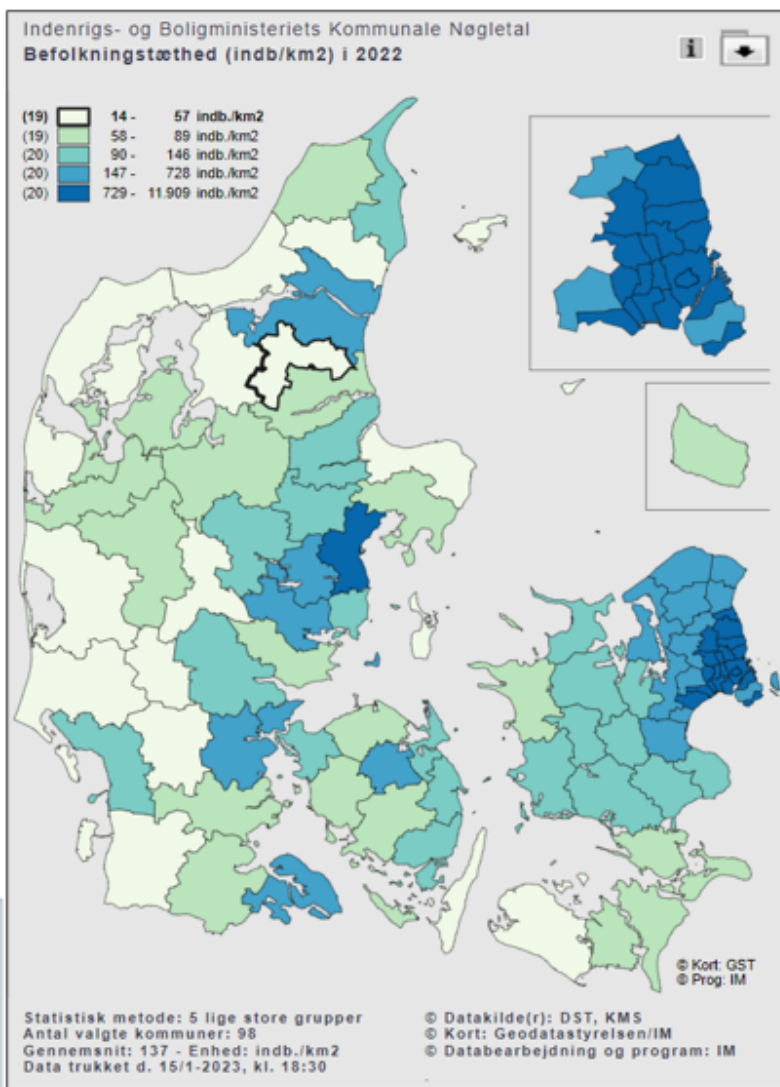 Indenrigs- og Boligministeriets Kommunale Nøgletal
Befolkningstæthed (indb/km2) i 2022
i
(19) 14 - 57 indb./km2
(19) 58 - 89 indb./km2
(20) 90 - 146 indb./km2
(20) 147 - 728 indb./km2
(20) 729 - 11.909 indb./km2
© Kort: GST
© Prog: IM
Statistisk metode: 5 lige store grupper
Antal valgte kommuner: 98
Gennemsnit: 137 - Enhed: indb./km2
Data trukket d. 15/1-2023, kl. 18:30
© Datakilde(r): DST, KMS
© Kort: Geodatastyrelsen/IM
© Databearbejdning og program: IM